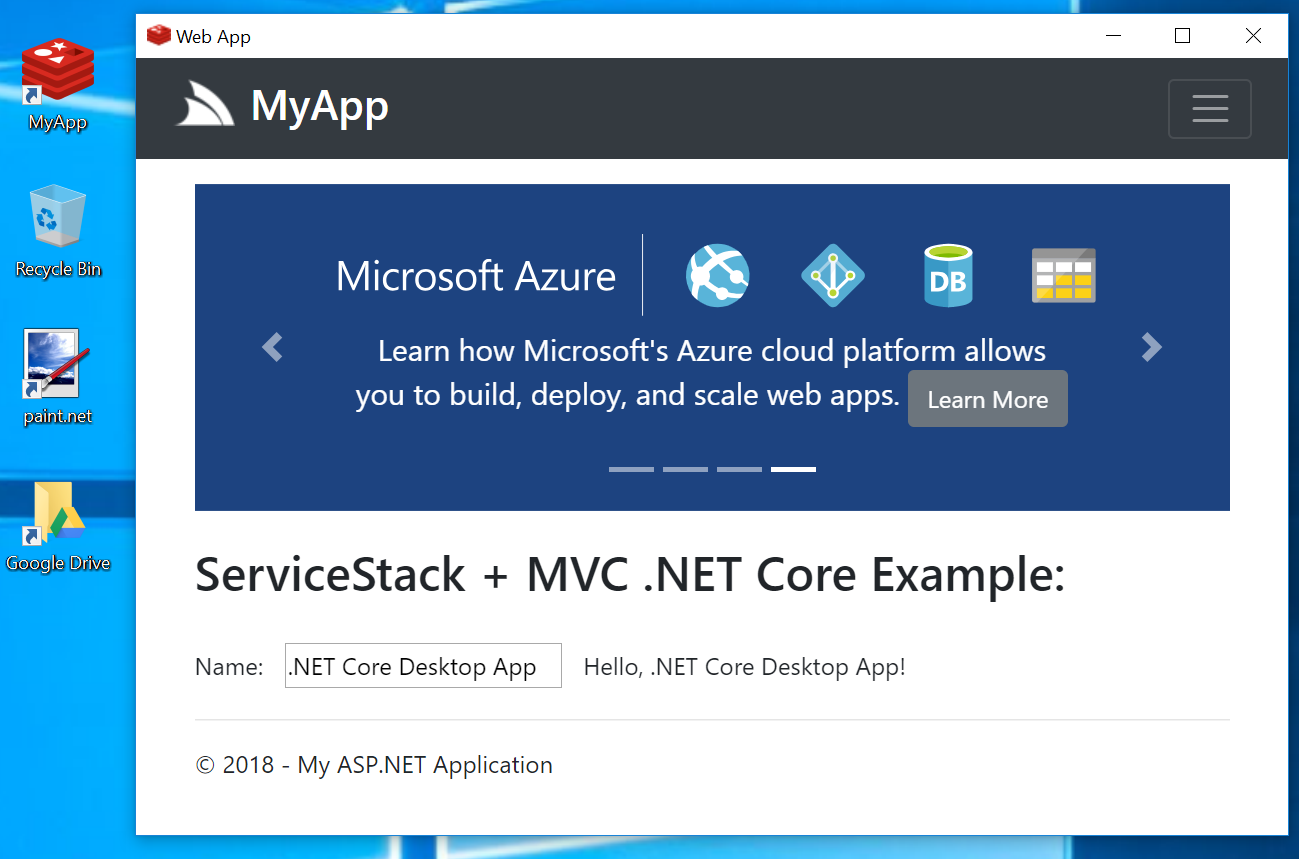 MyApp
Recycle Bin
paint.net
Google Drive
Web App
MyApp
Microsoft Azure
DB
Learn how Microsoft's Azure cloud platform allows
you to build, deploy, and scale web apps. Learn More
ServiceStack + MVC .NET Core Example:
Name: .NET Core Desktop App Hello, .NET Core Desktop App!
© 2018 - My ASP.NET Application